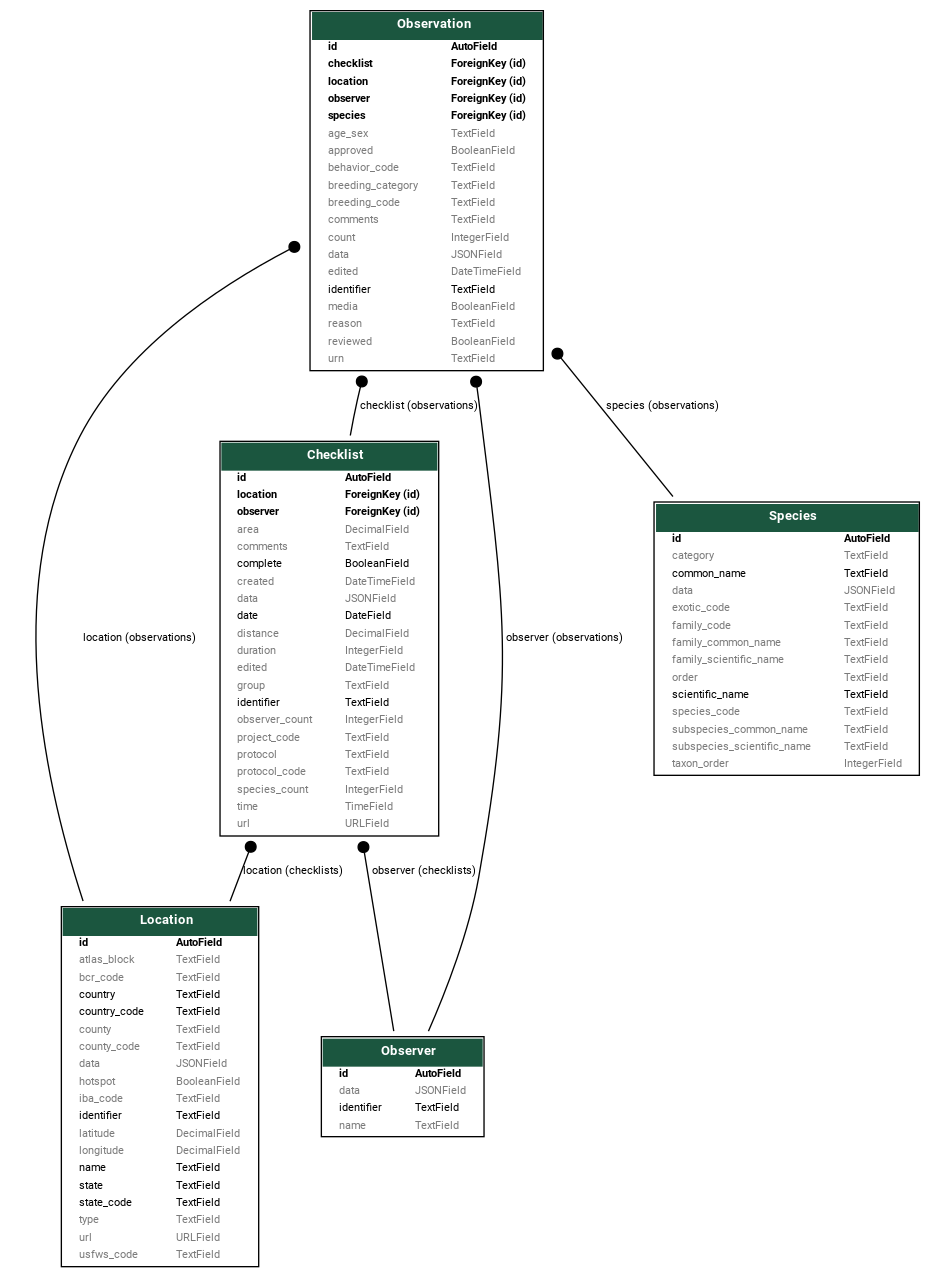 Observation
id AutoField
checklist ForeignKey (id)
location ForeignKey (id)
observer ForeignKey (id)
species ForeignKey (id)
age_sex TextField
approved BooleanField
behavior_code TextField
breeding_category TextField
breeding_code TextField
comments TextField
count IntegerField
data JSONField
edited DateTimeField
identifier TextField
media BooleanField
reason TextField
reviewed BooleanField
urn TextField
checklist (observations)
species (observations)
Checklist
id AutoField
location ForeignKey (id)
observer ForeignKey (id)
area DecimalField
comments TextField
complete BooleanField
created DateTimeField
data JSONField
date DateField
distance DecimalField
duration IntegerField
edited DateTimeField
group TextField
identifier TextField
observer_count IntegerField
project_code TextField
protocol TextField
protocol_code TextField
species_count IntegerField
time TimeField
url URLField
Species
id AutoField
category TextField
common_name TextField
data JSONField
exotic_code TextField
family_code TextField
family_common_name TextField
family_scientific_name TextField
order TextField
scientific_name TextField
species_code TextField
subspecies_common_name TextField
subspecies_scientific_name TextField
taxon_order IntegerField
location (observations)
observer (observations)
location (checklists)
observer (checklists)
Location
id AutoField
atlas_block TextField
bcr_code TextField
country TextField
country_code TextField
county TextField
county_code TextField
data JSONField
hotspot BooleanField
iba_code TextField
identifier TextField
latitude DecimalField
longitude DecimalField
name TextField
state TextField
state_code TextField
type TextField
url URLField
usfws_code TextField
Observer
id AutoField
data JSONField
identifier TextField
name TextField